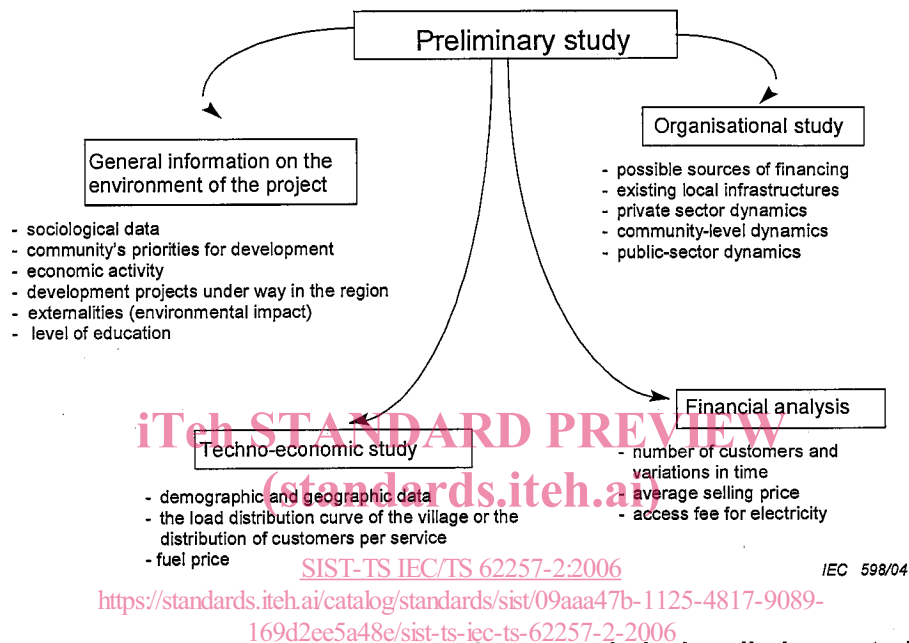 Preliminary study
Organisational study
- possible sources of financing
- existing local infrastructures
- private sector dynamics
- community-level dynamics
- public-sector dynamics
General information on the
environment of the project
- sociological data
- community's priorities for development
- economic activity
- development projects under way in the region
- externalities (environmental impact)
- level of education
Financial analysis
- number of customers and
variations in time
- average selling price
- access fee for electricity
iTeh STANDARD PREVIEW
(standards.iteh.ai)
Techno-economic study
- demographic and geographic data
- the load distribution curve of the village or the
distribution of customers per service
- fuel price
IEC 598/04
SIST-TS IEC/TS 62257-2:2006
https://standards.iteh.ai/catalog/standards/sist/09aaa47b-1125-4817-9089-
169d2ee5a48e/sist-ts-iec-ts-62257-2-2006